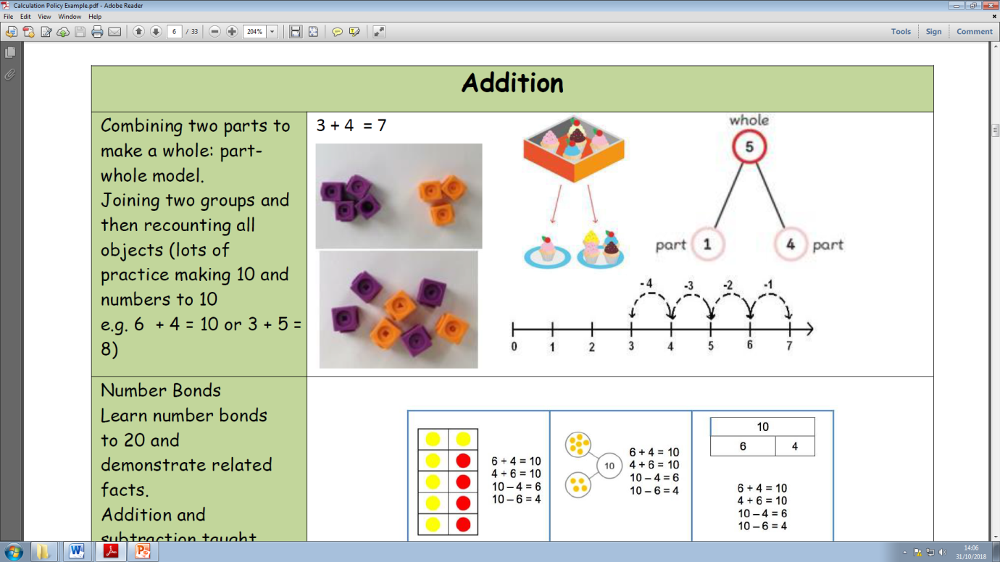 Calculation Policy Example.pdf - Adobe Reader
File Edit View Window Help
6 / 33 204% Tools Sign Comment
Addition
Combining two parts to
make a whole: part-
whole model.
Joining two groups and
then recounting all
objects (lots of
practice making 10 and
numbers to 10
e.g. 6 + 4 = 10 or 3 + 5 =
8)
3 + 4 = 7
whole
5
part 1 4 part
-4 -3 -2 -1
0 1 2 3 4 5 6 7
Number Bonds
Learn number bonds
to 20 and
demonstrate related
facts.
Addition and
subtraction taught
6 + 4 = 10
4 + 6 = 10
10 – 4 = 6
10 – 6 = 4
10
6 + 4 = 10
4 + 6 = 10
10 – 4 = 6
10 – 6 = 4
10
6 4
6 + 4 = 10
4 + 6 = 10
10 – 4 = 6
10 – 6 = 4
14:06
31/10/2018